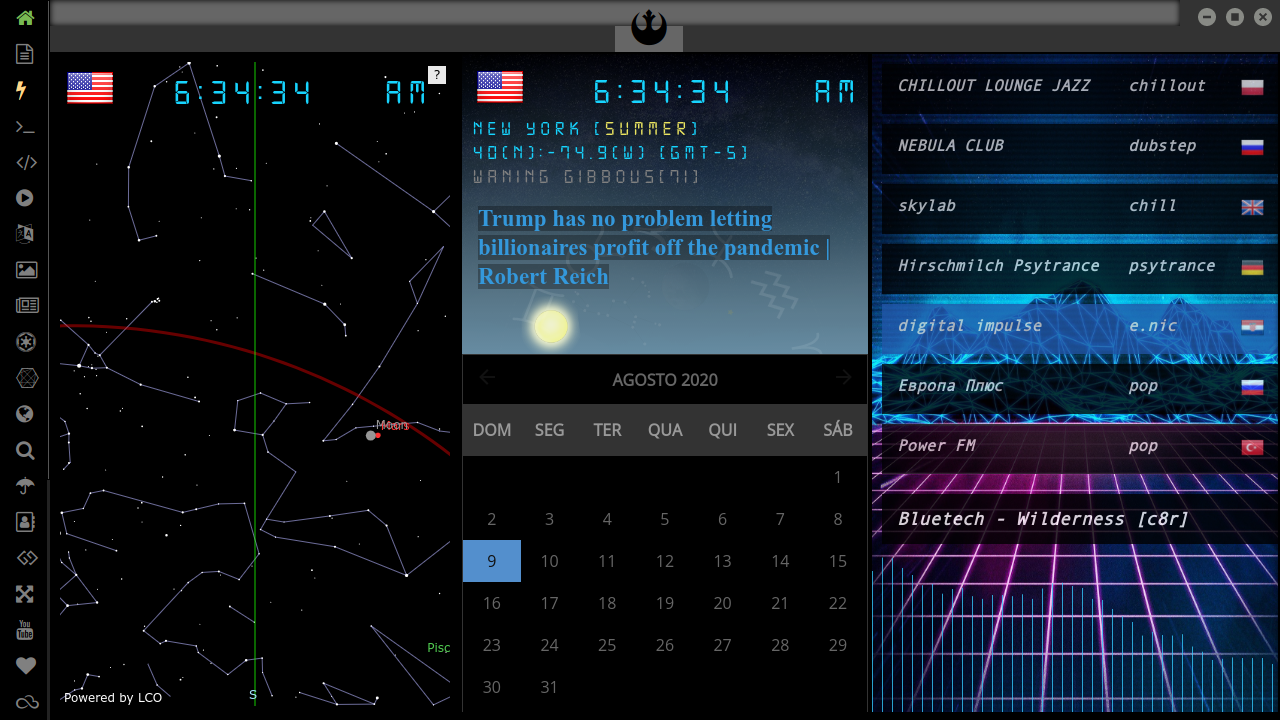 6:34:34 AM
?
Moon
Mars
Pisc
Powered by LCO
S
6:34:34 AM
NEW YORK [SUMMER]
40(N):-74.9(W) [GMT-5]
WANING GIBBOUS[71]
Trump has no problem letting
billionaires profit off the pandemic |
Robert Reich
AGOSTO 2020
DOM SEG TER QUA QUI SEX SÁB
1
2 3 4 5 6 7 8
9 10 11 12 13 14 15
16 17 18 19 20 21 22
23 24 25 26 27 28 29
30 31
CHILLOUT LOUNGE JAZZ chillout
NEBULA CLUB dubstep
skylab chill
Hirschmilch Psytrance psytrance
digital impulse e.nic
Европа Плюс pop
Power FM pop
Bluetech - Wilderness [c8r]
You
Tube